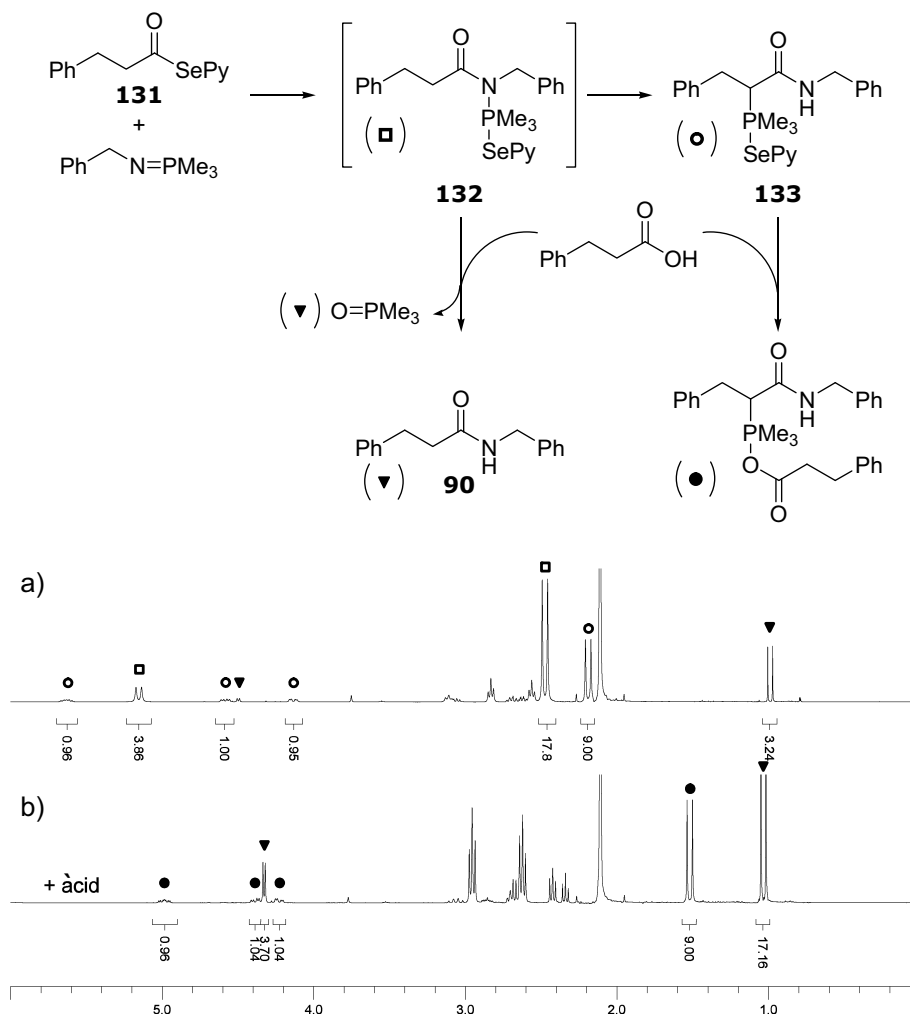 O
Ph
SePy
131
+
Ph
N=PMe3
O
Ph
N
Ph
PMe3
SePy
132
O
Ph
N
H
Ph
PMe3
SePy
133
O
Ph
OH
O=PMe3
O
Ph
N
H
Ph
90
O
Ph
N
H
Ph
P
Me3
O
Ph
O
a)
0.96
3.86
1.00
0.95
17.8
9.00
3.24
b)
+ àcid
0.96
1.04
3.70
1.04
9.00
17.16
5.0 4.0 3.0 2.0 1.0